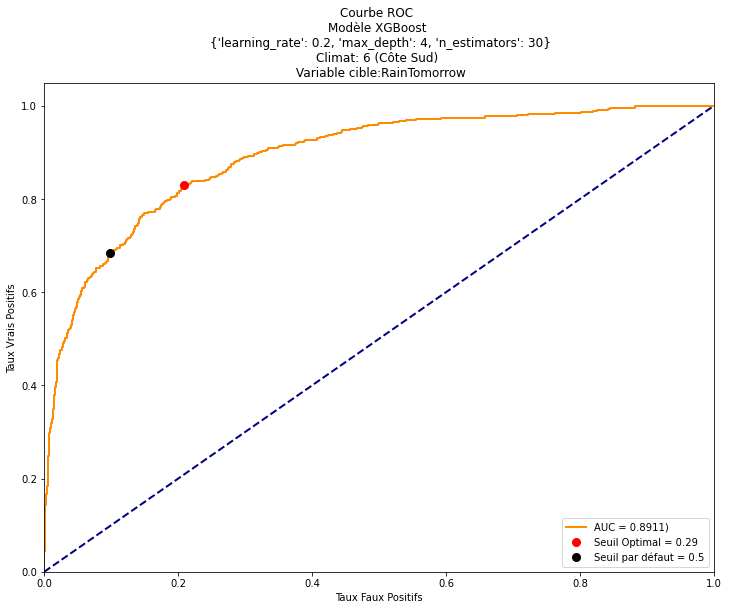 Courbe ROC
Modèle XGBoost
{'learning_rate': 0.2, 'max_depth': 4, 'n_estimators': 30}
Climat: 6 (Côte Sud)
Variable cible:RainTomorrow
Taux Vrais Positifs
1.0
0.8
0.6
0.4
0.2
0.0
0.0 0.2 0.4 0.6 0.8 1.0
Taux Faux Positifs
AUC = 0.8911)
Seuil Optimal = 0.29
Seuil par défaut = 0.5